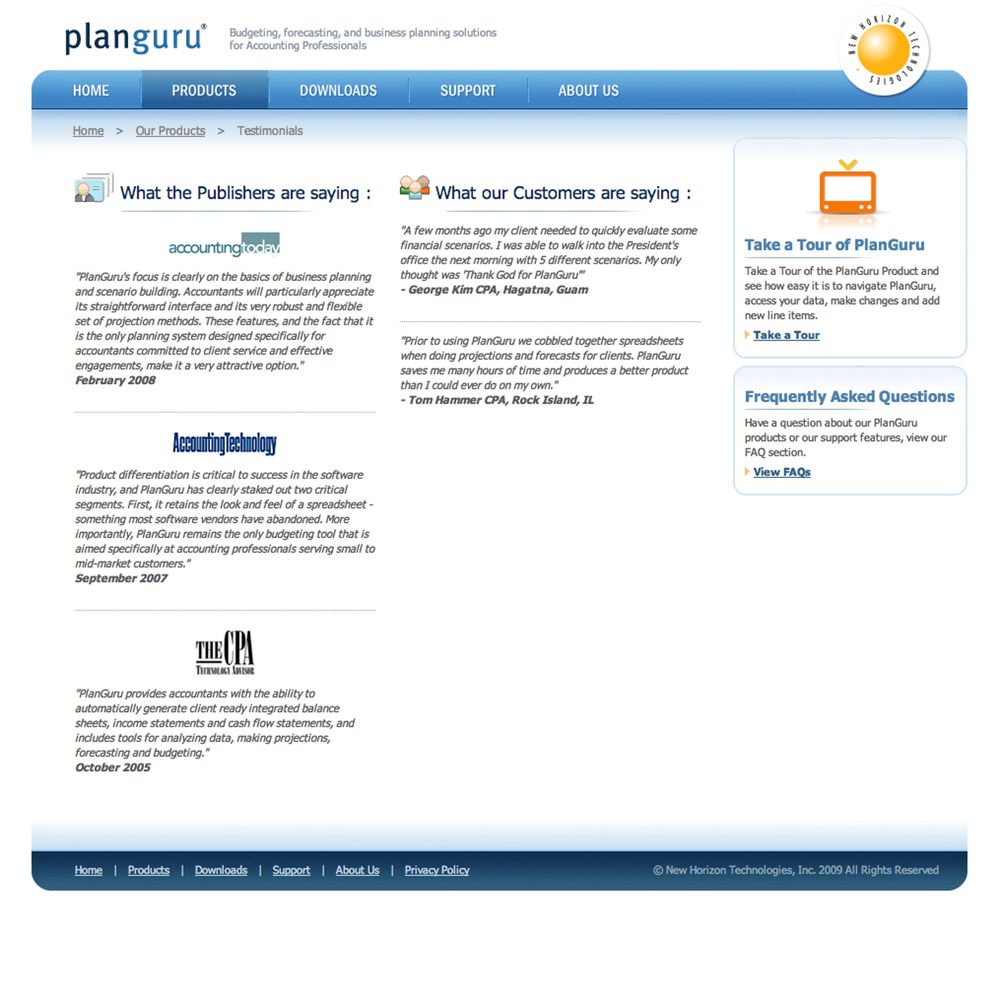 planguru®
Budgeting, forecasting, and business planning solutions
for Accounting Professionals
NEW HORIZON TECHNOLOGIES
HOME
PRODUCTS
DOWNLOADS
SUPPORT
ABOUT US
Home > Our Products > Testimonials
What the Publishers are saying :
accountingtoday
"PlanGuru's focus is clearly on the basics of business planning
and scenario building. Accountants will particularly appreciate
its straightforward interface and its very robust and flexible
set of projection methods. These features, and the fact that it
is the only planning system designed specifically for
accountants committed to client service and effective
engagements, make it a very attractive option."
February 2008
AccountingTechnology
"Product differentiation is critical to success in the software
industry, and PlanGuru has clearly staked out two critical
segments. First, it retains the look and feel of a spreadsheet -
something most software vendors have abandoned. More
importantly, PlanGuru remains the only budgeting tool that is
aimed specifically at accounting professionals serving small to
mid-market customers."
September 2007
THE CPA
TECHNOLOGY ADVISOR
"PlanGuru provides accountants with the ability to
automatically generate client ready integrated balance
sheets, income statements and cash flow statements, and
includes tools for analyzing data, making projections,
forecasting and budgeting."
October 2005
What our Customers are saying :
"A few months ago my client needed to quickly evaluate some
financial scenarios. I was able to walk into the President's
office the next morning with 5 different scenarios. My only
thought was 'Thank God for PlanGuru'"
- George Kim CPA, Hagatna, Guam
"Prior to using PlanGuru we cobbled together spreadsheets
when doing projections and forecasts for clients. PlanGuru
saves me many hours of time and produces a better product
than I could ever do on my own."
- Tom Hammer CPA, Rock Island, IL
Take a Tour of PlanGuru
Take a Tour of the PlanGuru Product and
see how easy it is to navigate PlanGuru,
access your data, make changes and add
new line items.
Take a Tour
Frequently Asked Questions
Have a question about our PlanGuru
products or our support features, view our
FAQ section.
View FAQs
Home | Products | Downloads | Support | About Us | Privacy Policy
© New Horizon Technologies, Inc. 2009 All Rights Reserved